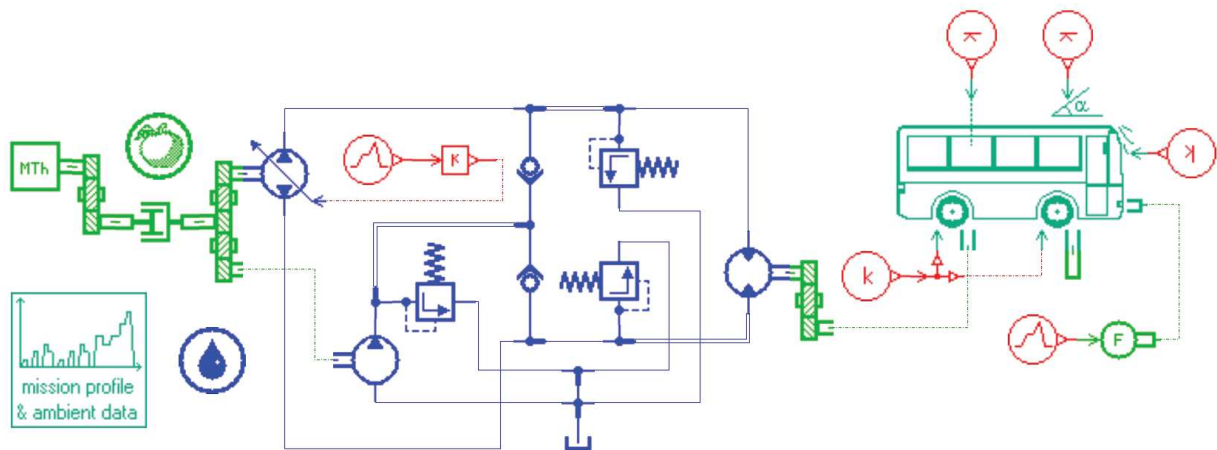 K
K
α
MTh
K
K
k
F
mission profile
& ambient data